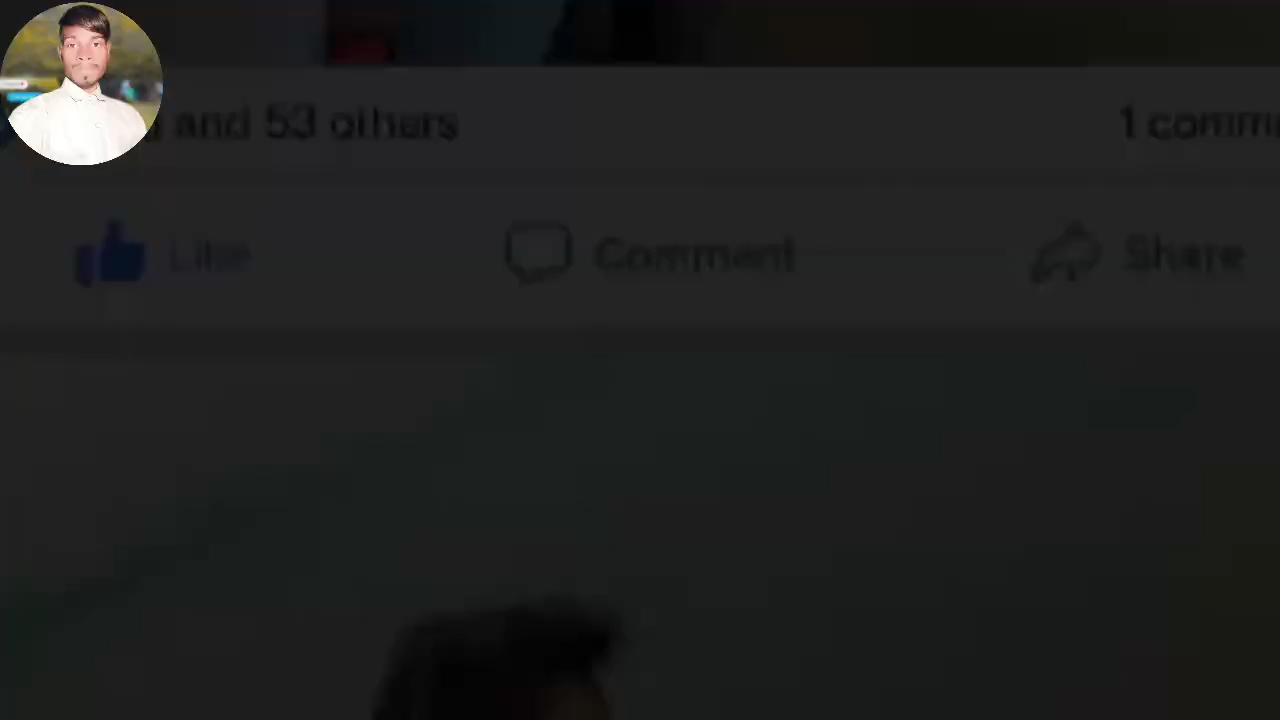 and 53 others
1 comm
Like
Comment
Share